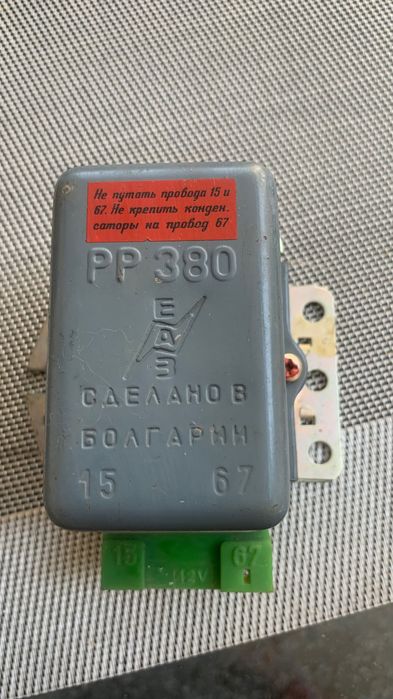 Не путать провода 15 и
67. Не крепить конден.
саторы на провод 67
РР 380
ЕАЗ
СДЕЛАНО В
БОЛГАРИИ
15 67
15 67
12V